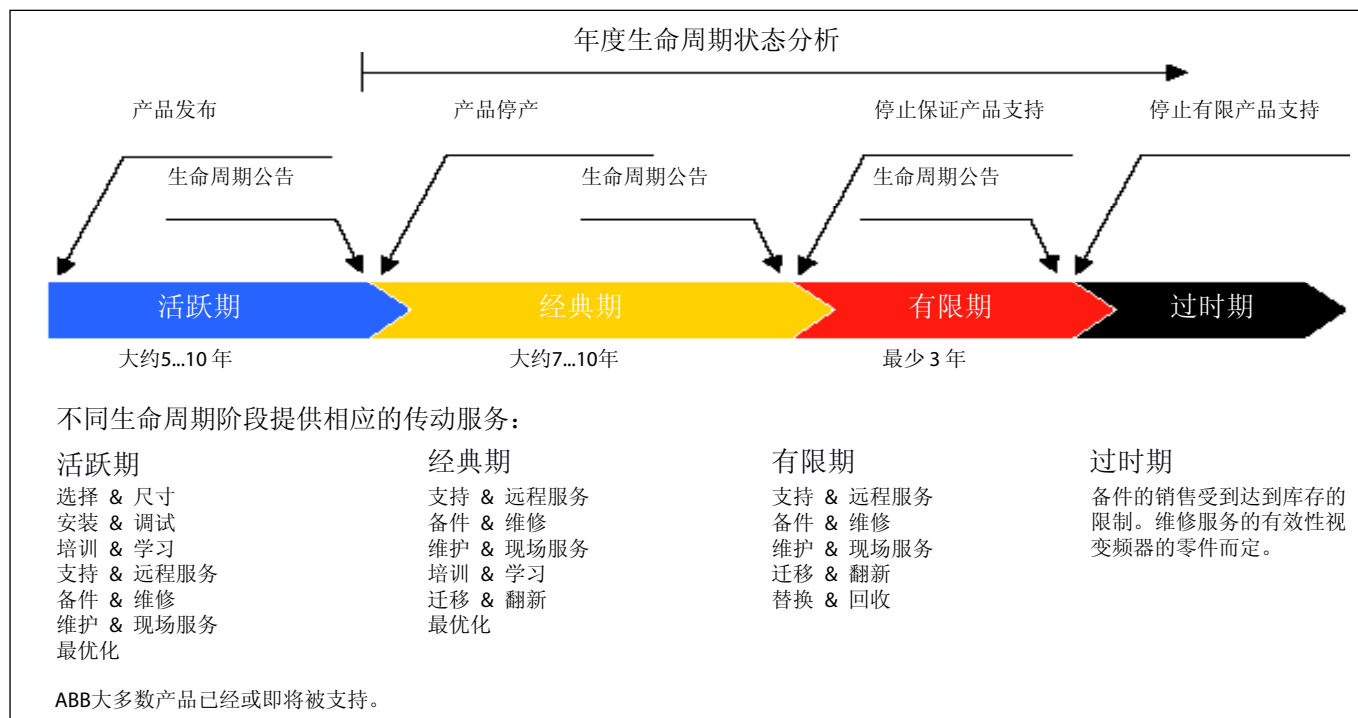 年度生命周期状态分析
产品发布
产品停产
停止保证产品支持
停止有限产品支持
生命周期公告
生命周期公告
生命周期公告
活跃期
经典期
有限期
过时期
大约5...10 年
大约7...10年
最少 3 年
不同生命周期阶段提供相应的传动服务：
活跃期
选择 & 尺寸
安装 & 调试
培训 & 学习
支持 & 远程服务
备件 & 维修
维护 & 现场服务
最优化
经典期
支持 & 远程服务
备件 & 维修
维护 & 现场服务
培训 & 学习
迁移 & 翻新
最优化
有限期
支持 & 远程服务
备件 & 维修
维护 & 现场服务
迁移 & 翻新
替换 & 回收
过时期
备件的销售受到达到库存的
限制。维修服务的有效性视
变频器的零件而定。
ABB大多数产品已经或即将被支持。